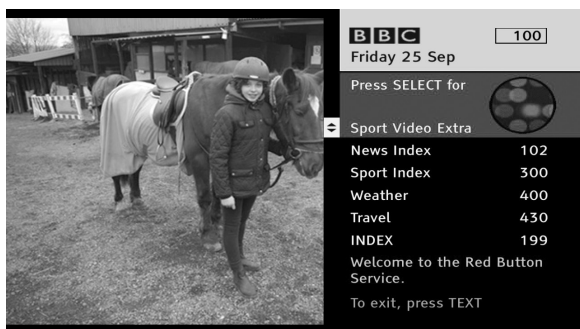 BBC 100
Friday 25 Sep
Press SELECT for
Sport Video Extra
News Index 102
Sport Index 300
Weather 400
Travel 430
INDEX 199
Welcome to the Red Button
Service.
To exit, press TEXT